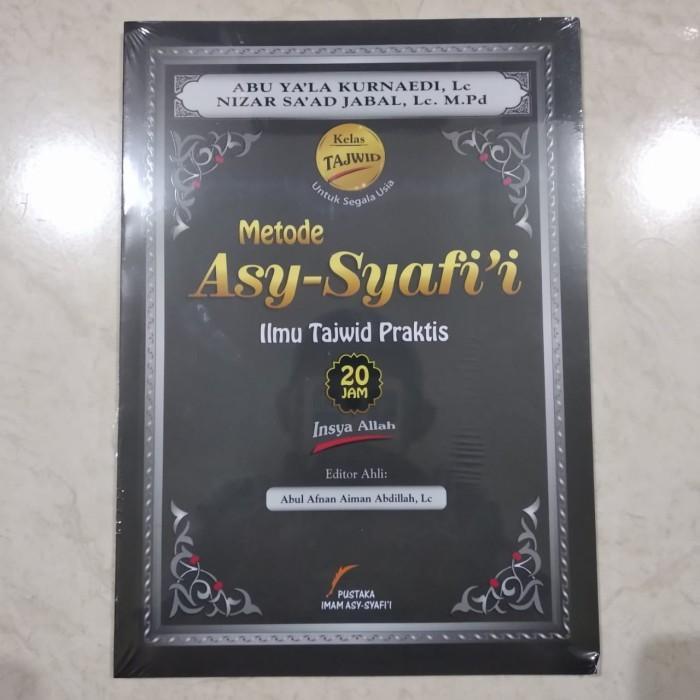 ABU YA'LA KURNAEDI, Lc
NIZAR SA'AD JABAL, Lc. M.Pd
Kelas
TAJWID
Untuk Segala Usia
Metode
Asy-Syafi'i
Ilmu Tajwid Praktis
20
JAM
Insya Allah
Editor Ahli:
Abul Afnan Aiman Abdillah, Lc
PUSTAKA
IMAM ASY-SYAFI'I